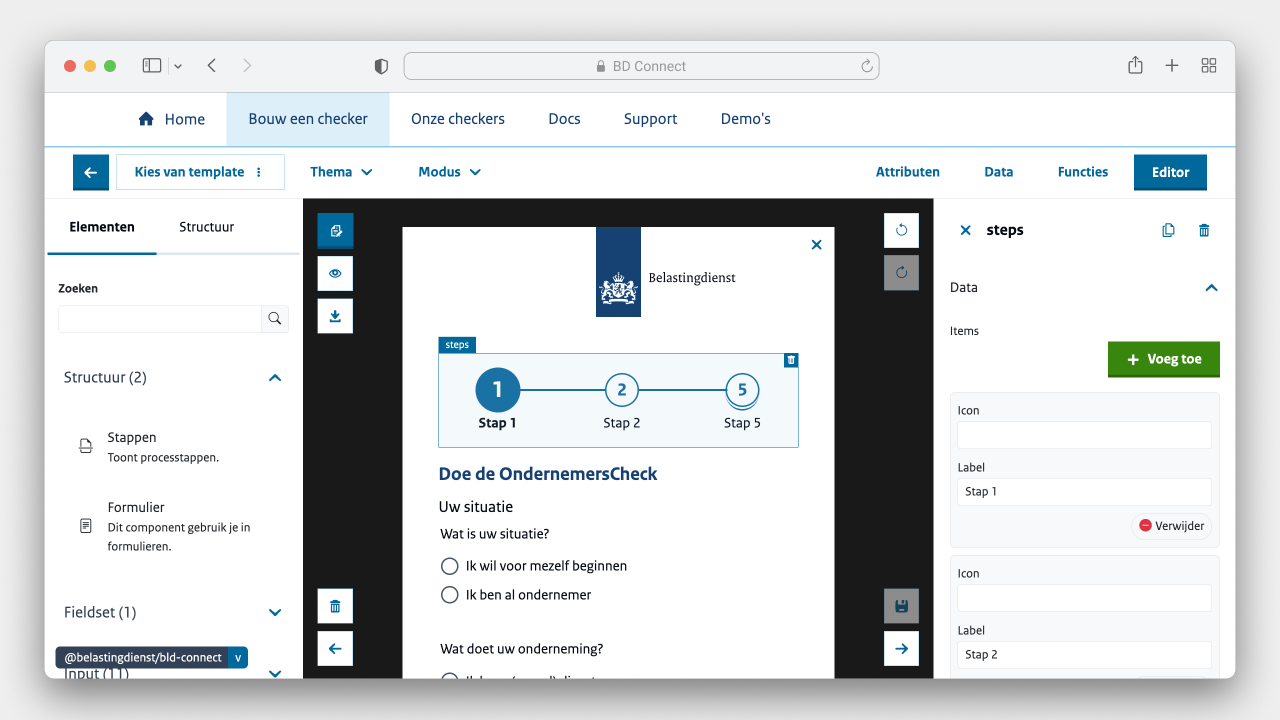 BD Connect
Home
Bouw een checker
Onze checkers
Docs
Support
Demo's
Kies van template
Thema
Modus
Attributen
Data
Functies
Editor
Elementen
Structuur
Zoeken
Structuur (2)
Stappen
Toont processtappen.
Formulier
Dit component gebruik je in
formulieren.
Fieldset (1)
@belastingdienst/bld-connect v
Input (11)
Belastingdienst
steps
1
2
5
Stap 1
Stap 2
Stap 5
Doe de OndernemersCheck
Uw situatie
Wat is uw situatie?
Ik wil voor mezelf beginnen
Ik ben al ondernemer
Wat doet uw onderneming?
steps
Data
Items
+ Voeg toe
Icon
Label
Stap 1
Verwijder
Icon
Label
Stap 2